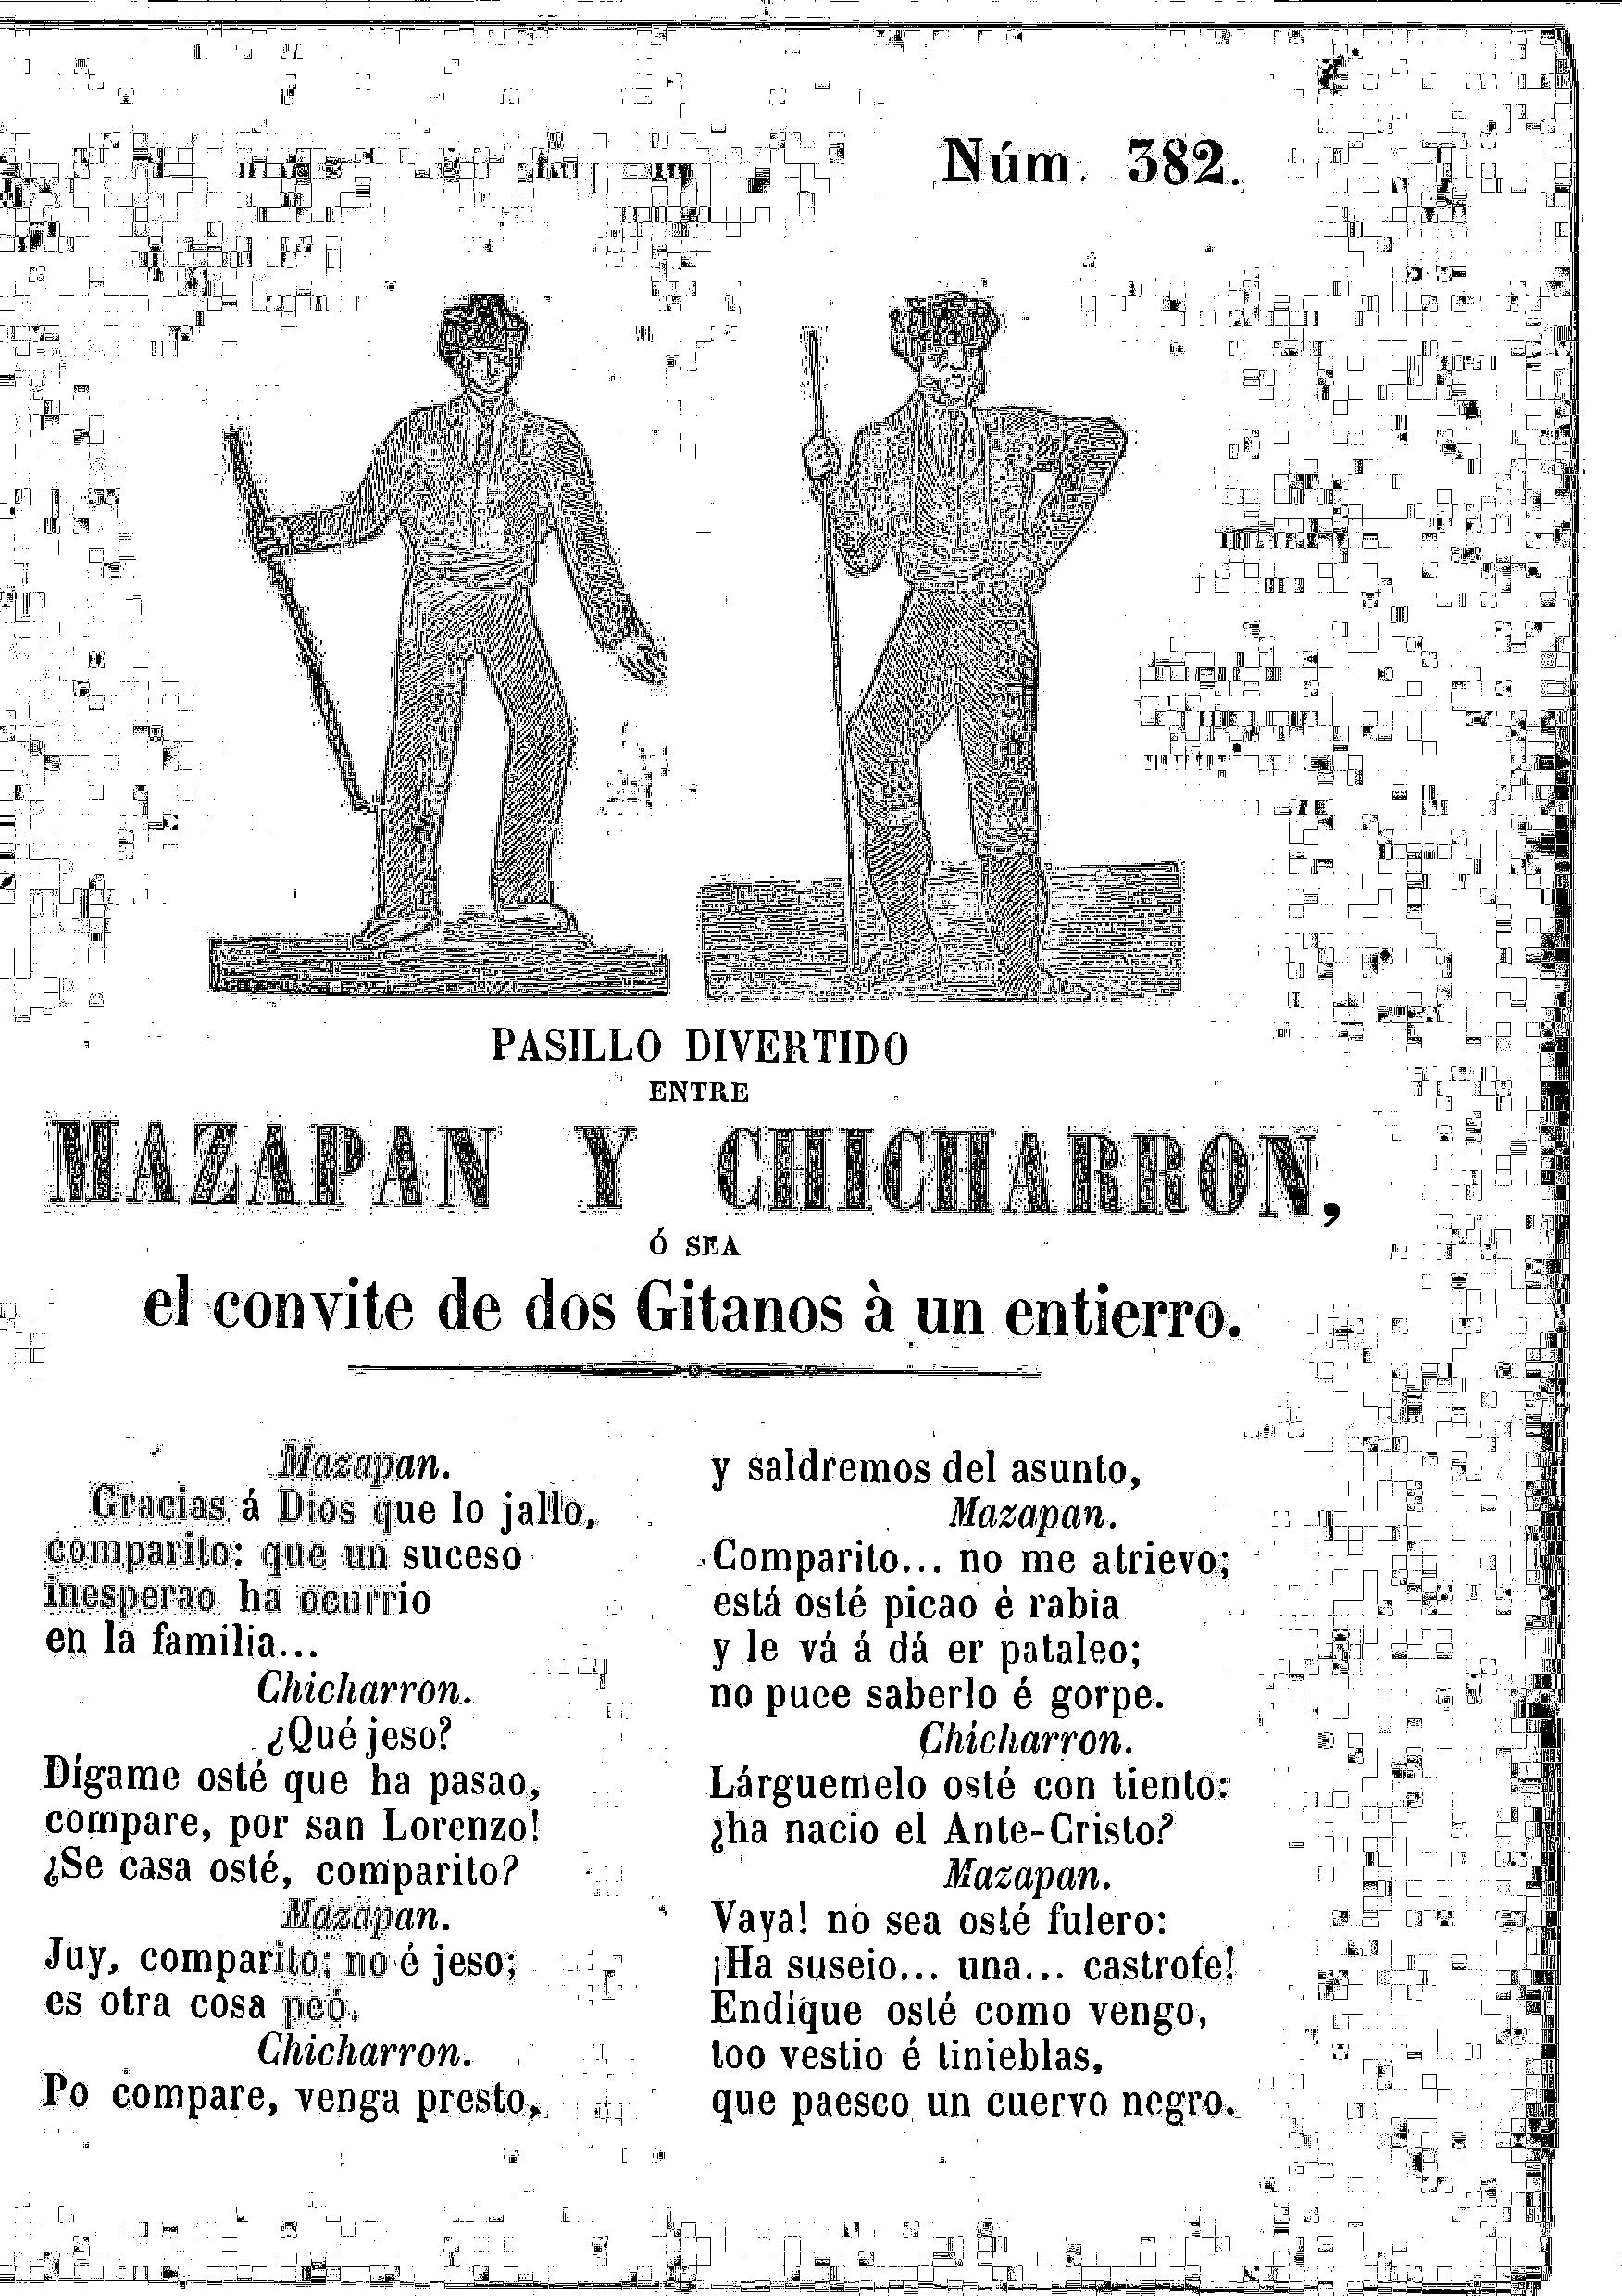 Núm. 382.
PASILLO DIVERTIDO
ENTRE
MAZAPAN Y CHICHARRON,
Ó SEA
el convite de dos Gitanos à un entierro.
Mazapan.
Gracias á Dios que lo jallo,
comparito: que un suceso
inesperao ha ocurrio
en la familia...
Chicharron.
¿Qué jeso?
Dígame osté que ha pasao,
compare, por san Lorenzo!
¿Se casa osté, comparito?
Mazapan.
Juy, comparito; no é jeso;
es otra cosa peó.
Chicharron.
Po compare, venga presto,
y saldremos del asunto,
Mazapan.
Comparito... no me atrievo;
está osté picao è rabia
y le vá á dá er pataleo;
no puce saberlo é gorpe.
Chicharron.
Lárguemelo osté con tiento:
¿ha nacio el Ante-Cristo?
Mazapan.
Vaya! no sea osté fulero:
¡Ha suseio... una... castrofe!
Endique osté como vengo,
too vestio é tinieblas,
que paesco un cuervo negro.